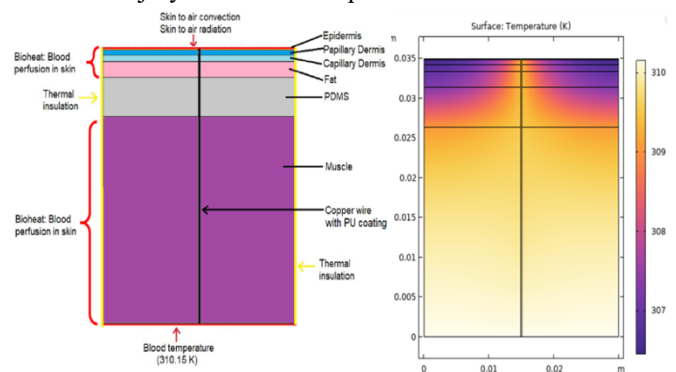 Skin to air convection
Skin to air radiation
Epidermis
Papillary Dermis
Capillary Dermis
Fat
PDMS
Bioheat: Blood
perfusion in skin
Thermal
insulation
Muscle
Bioheat: Blood
perfusion in skin
Copper wire
with PU coating
Thermal
insulation
Blood temperature
(310.15 K)
Surface: Temperature (K)
m
0.035
0.03
0.025
0.02
0.015
0.01
0.005
0
0
0.01
0.02
m
310
309
308
307